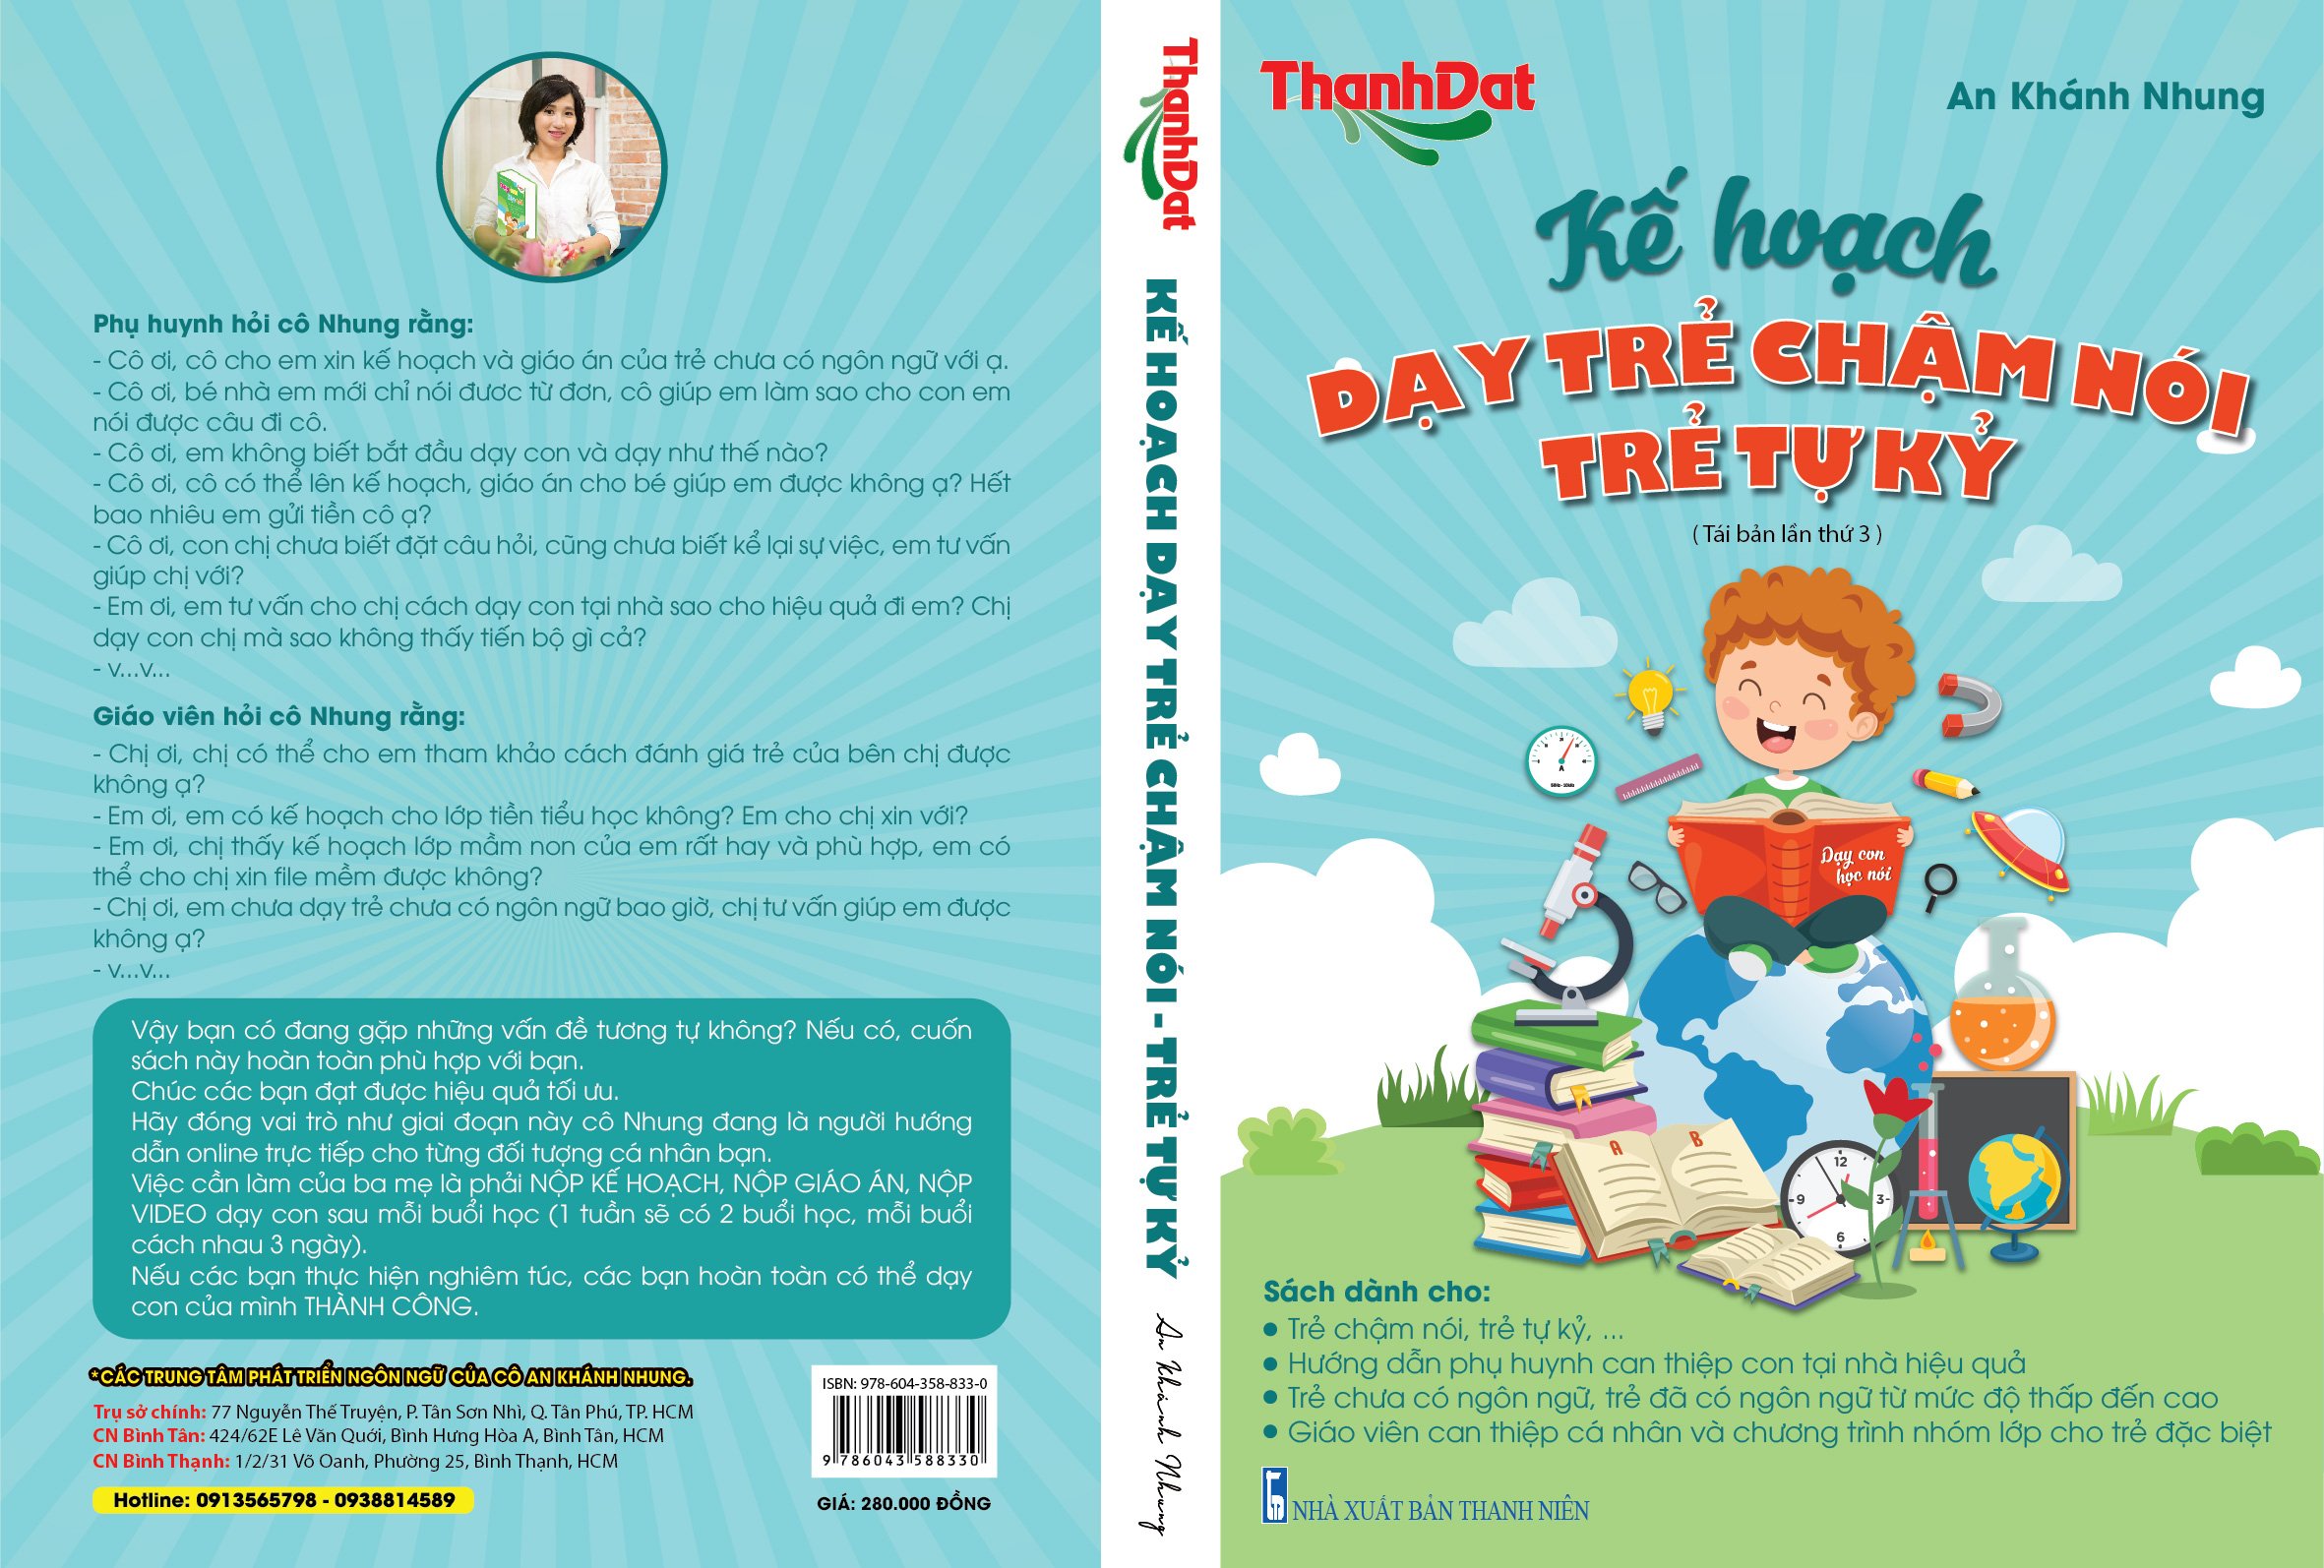 Phụ huynh hỏi cô Nhung rằng:
- Cô ơi, cô cho em xin kế hoạch và giáo án của trẻ chưa có ngôn ngữ với ạ.
- Cô ơi, bé nhà em mới chỉ nói đươc từ đơn, cô giúp em làm sao cho con em
nói được câu đi cô.
- Cô ơi, em không biết bắt đầu dạy con và dạy như thế nào?
- Cô ơi, cô có thể lên kế hoạch, giáo án cho bé giúp em được không ạ? Hết
bao nhiêu em gửi tiền cô ạ?
- Cô ơi, con chị chưa biết đặt câu hỏi, cũng chưa biết kể lại sự việc, em tư vấn
giúp chị với?
- Em ơi, em tư vấn cho chị cách dạy con tại nhà sao cho hiệu quả đi em? Chị
dạy con chị mà sao không thấy tiến bộ gì cả?
- v...v...
Giáo viên hỏi cô Nhung rằng:
- Chị ơi, chị có thể cho em tham khảo cách đánh giá trẻ của bên chị được
không ạ?
- Em ơi, em có kế hoạch cho lớp tiền tiểu học không? Em cho chị xin với?
- Em ơi, chị thấy kế hoạch lớp mầm non của em rất hay và phù hợp, em có
thể cho chị xin file mềm được không?
- Chị ơi, em chưa dạy trẻ chưa có ngôn ngữ bao giờ, chị tư vấn giúp em được
không ạ?
- v...v...
Vậy bạn có đang gặp những vấn đề tương tự không? Nếu có, cuốn
sách này hoàn toàn phù hợp với bạn.
Chúc các bạn đạt được hiệu quả tối ưu.
Hãy đóng vai trò như giai đoạn này cô Nhung đang là người hướng
dẫn online trực tiếp cho từng đối tượng cá nhân bạn.
Việc cần làm của ba mẹ là phải NỘP KẾ HOẠCH, NỘP GIÁO ÁN, NỘP
VIDEO dạy con sau mỗi buổi học (1 tuần sẽ có 2 buổi học, mỗi buổi
cách nhau 3 ngày).
Nếu các bạn thực hiện nghiêm túc, các bạn hoàn toàn có thể dạy
con của mình THÀNH CÔNG.
*CÁC TRUNG TÂM PHÁT TRIỂN NGÔN NGỮ CỦA CÔ AN KHÁNH NHUNG.
Trụ sở chính: 77 Nguyễn Thế Truyện, P. Tân Sơn Nhì, Q. Tân Phú, TP. HCM
CN Bình Tân: 424/62E Lê Văn Quới, Bình Hưng Hòa A, Bình Tân, HCM
CN Bình Thạnh: 1/2/31 Võ Oanh, Phường 25, Bình Thạnh, HCM
Hotline: 0913565798 - 0938814589
ISBN: 978-604-358-833-0
9 786043 588330
GIÁ: 280.000 ĐỒNG
ThanhDat
KẾ HOẠCH DẠY TRẺ CHẬM NÓI - TRẺ TỰ KỶ
An Khánh Nhung
ThanhDat
An Khánh Nhung
Kế hoạch
DẠY TRẺ CHẬM NÓI
TRẺ TỰ KỶ
( Tái bản lần thứ 3 )
Dạy con
học nói
A B
12
9 3
6
Sách dành cho:
• Trẻ chậm nói, trẻ tự kỷ, ...
• Hướng dẫn phụ huynh can thiệp con tại nhà hiệu quả
• Trẻ chưa có ngôn ngữ, trẻ đã có ngôn ngữ từ mức độ thấp đến cao
• Giáo viên can thiệp cá nhân và chương trình nhóm lớp cho trẻ đặc biệt
NHÀ XUẤT BẢN THANH NIÊN